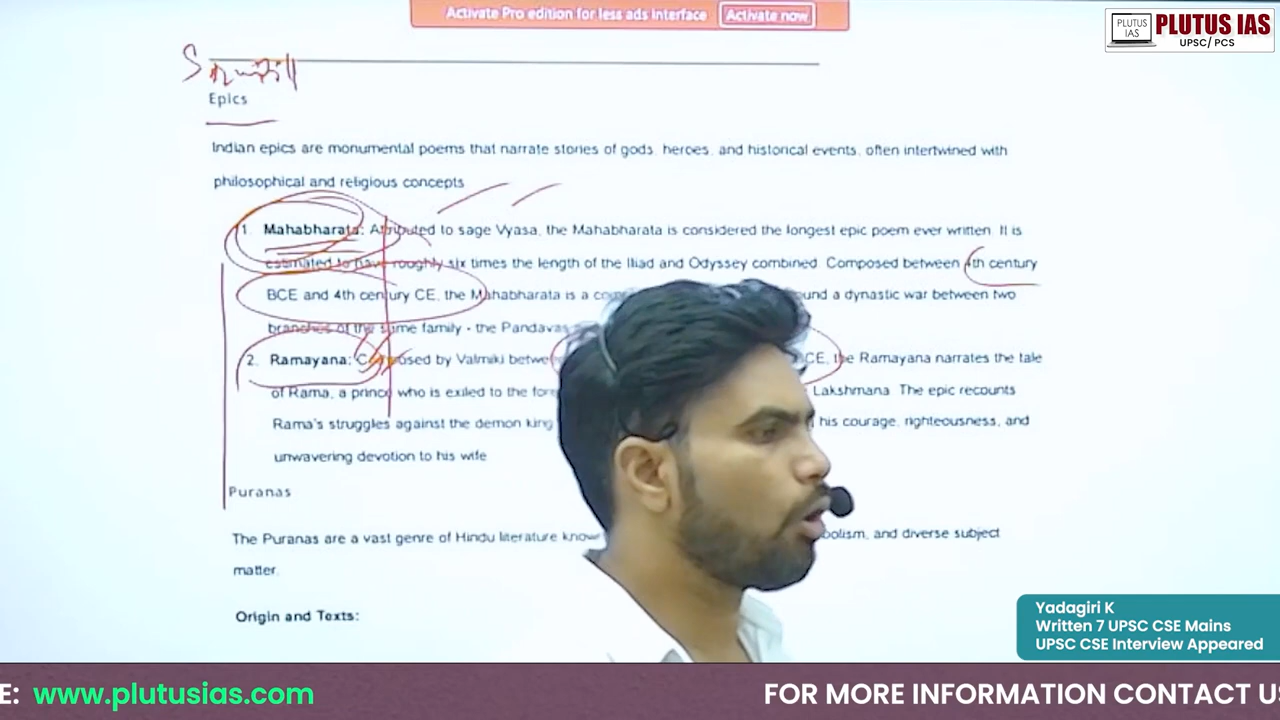 Activate Pro edition for less ads interface Activate now
PLUTUS IAS
PLUTUS IAS
UPSC/ PCS
Epics
Indian epics are monumental poems that narrate stories of gods, heroes, and historical events, often intertwined with
philosophical and religious concepts
1. Mahabharata: Attributed to sage Vyasa, the Mahabharata is considered the longest epic poem ever written. It is
estimated to have roughly six times the length of the Iliad and Odyssey combined. Composed between 4th century
BCE and 4th century CE, the Mahabharata is a a dynastic war between two
branches of the same family - the Pandavas
2. Ramayana: Composed by Valmiki CE, the Ramayana narrates the tale
of Rama, a prince who is exiled to the Lakshmana. The epic recounts
Rama's struggles against the demon king his courage, righteousness, and
unwavering devotion to his wife
Puranas
The Puranas are a vast genre of Hindu literature and diverse subject
matter.
Origin and Texts:
Yadagiri K
Written 7 UPSC CSE Mains
UPSC CSE Interview Appeared
E: www.plutusias.com FOR MORE INFORMATION CONTACT